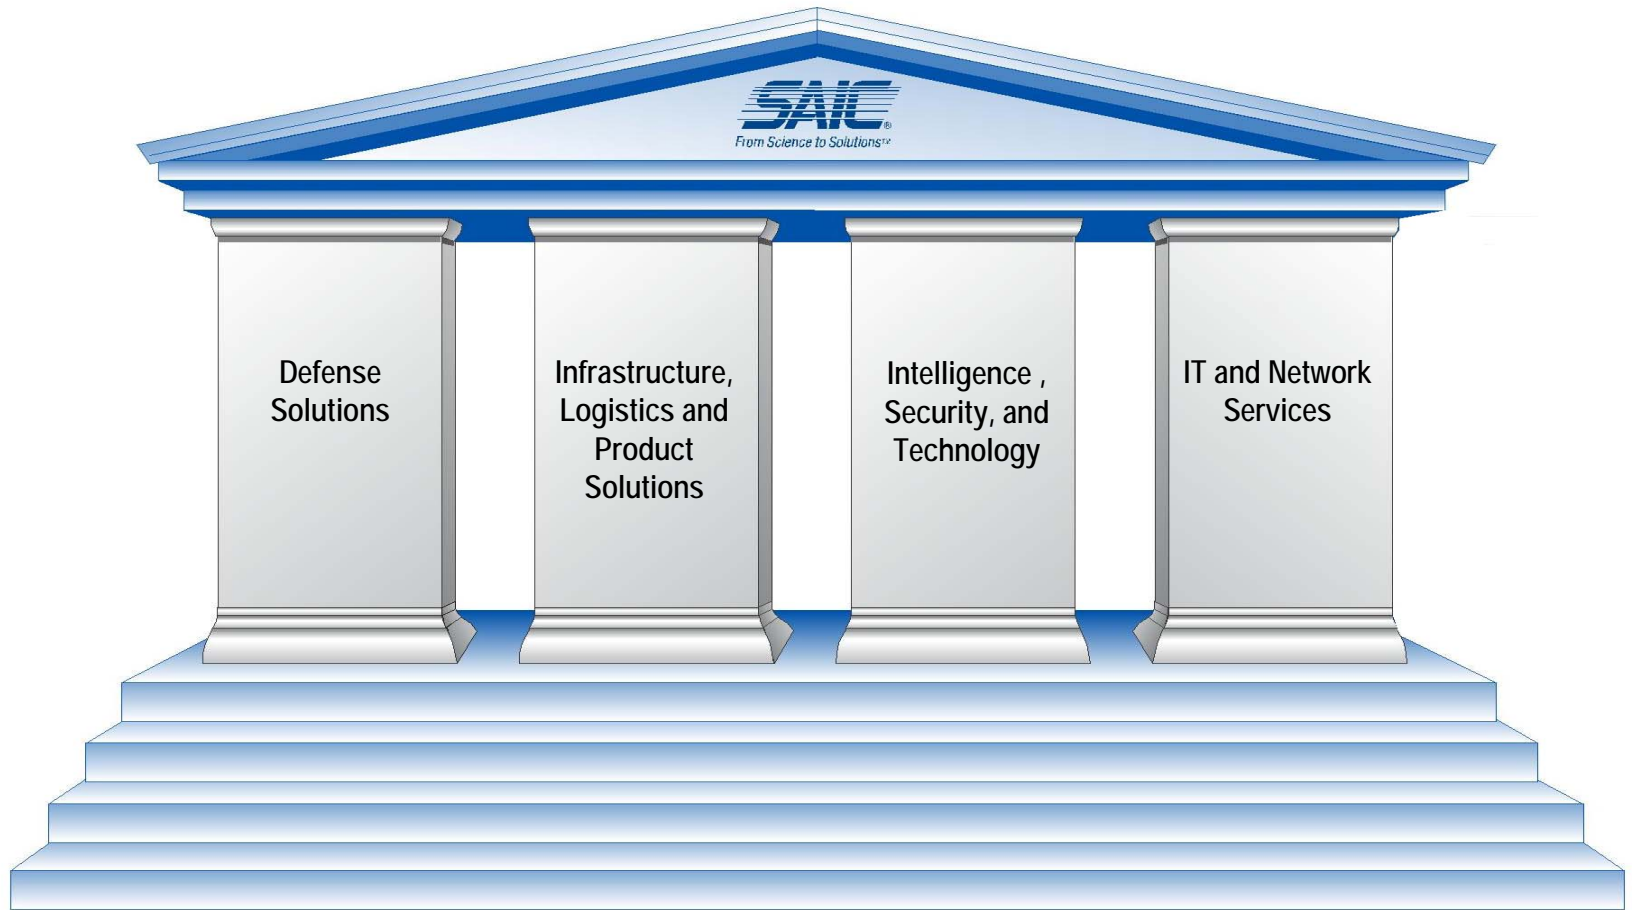 SAIC®
From Science to Solutions™
Defense
Solutions
Infrastructure,
Logistics and
Product
Solutions
Intelligence ,
Security, and
Technology
IT and Network
Services